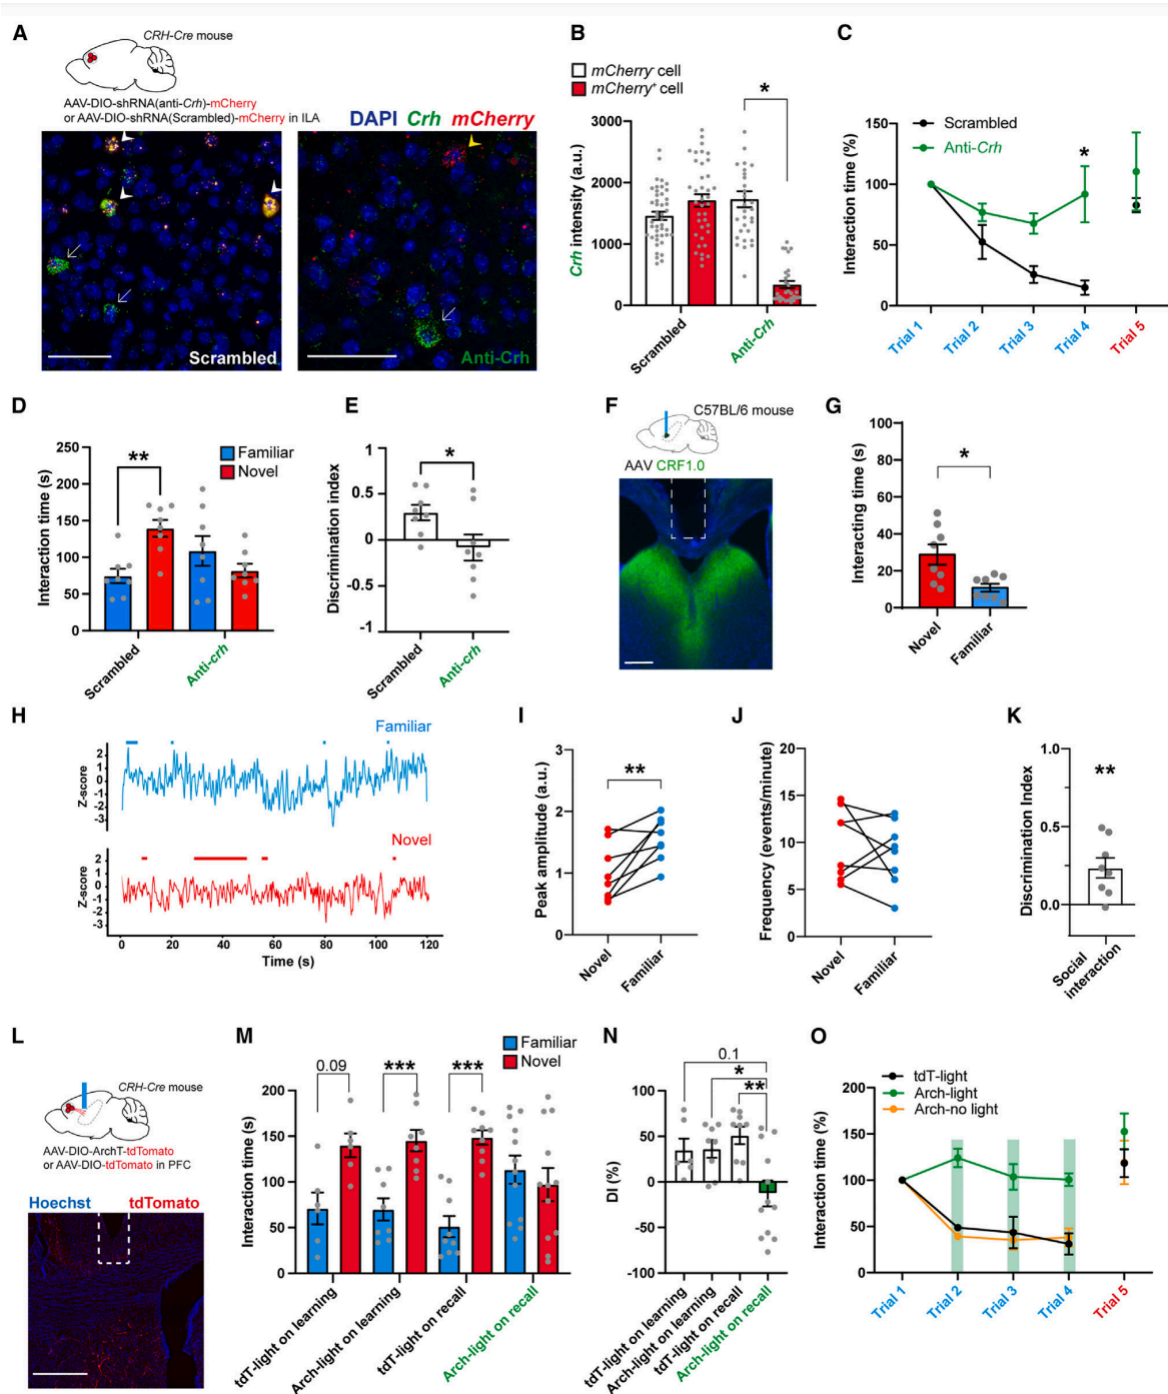 A
CRH-Cre mouse
AAV-DIO-shRNA(anti-Crh)-mCherry
or AAV-DIO-shRNA(Scrambled)-mCherry in ILA
DAPI Crh mCherry
Scrambled
Anti-Crh
B
mCherry- cell
mCherry+ cell
*
Crh intensity (a.u.)
3000
2000
1000
0
Scrambled
Anti-Crh
C
Scrambled
Anti-Crh
*
Interaction time (%)
150
100
50
0
Trial 1
Trial 2
Trial 3
Trial 4
Trial 5
D
Familiar
Novel
**
Interaction time (s)
250
200
150
100
50
0
Scrambled
Anti-crh
E
*
Discrimination index
1
0.5
0
-0.5
-1
Scrambled
Anti-crh
F
C57BL/6 mouse
AAV CRF1.0
G
*
Interacting time (s)
100
80
60
40
20
0
Novel
Familiar
H
Familiar
Z-score
2
1
0
-1
-2
-3
Novel
Z-score
2
1
0
-1
-2
-3
0 20 40 60 80 100 120
Time (s)
I
**
Peak amplitude (a.u.)
3
2
1
0
Novel
Familiar
J
Frequency (events/minute)
20
15
10
5
0
Novel
Familiar
K
**
Discrimination Index
1.0
0.5
0.0
Social
interaction
L
CRH-Cre mouse
AAV-DIO-ArchT-tdTomato
or AAV-DIO-tdTomato in PFC
Hoechst tdTomato
M
Familiar
Novel
0.09
***
***
Interaction time (s)
200
150
100
50
0
tdT-light on learning
Arch-light on learning
tdT-light on recall
Arch-light on recall
N
0.1
*
**
DI (%)
100
50
0
-50
-100
tdT-light on learning
Arch-light on learning
tdT-light on recall
Arch-light on recall
O
tdT-light
Arch-light
Arch-no light
Interaction time (%)
200
150
100
50
0
Trial 1
Trial 2
Trial 3
Trial 4
Trial 5